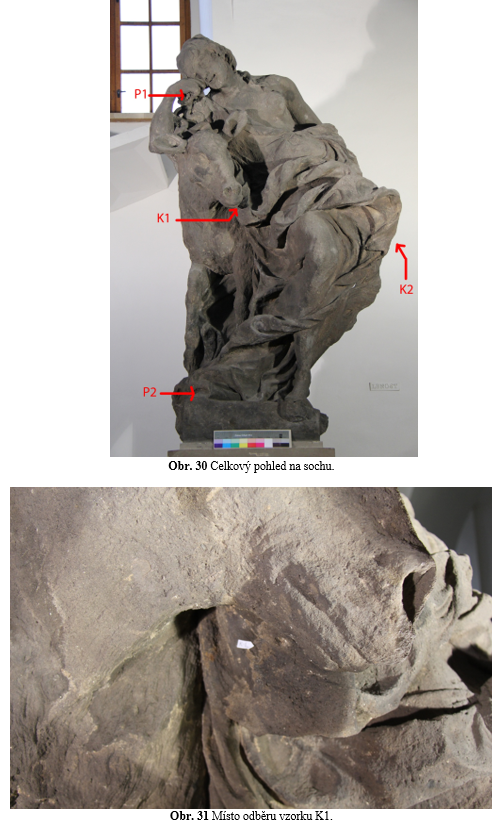 P1
K1
K2
P2
Obr. 30 Celkový pohled na sochu.
Obr. 31 Místo odběru vzorku K1.